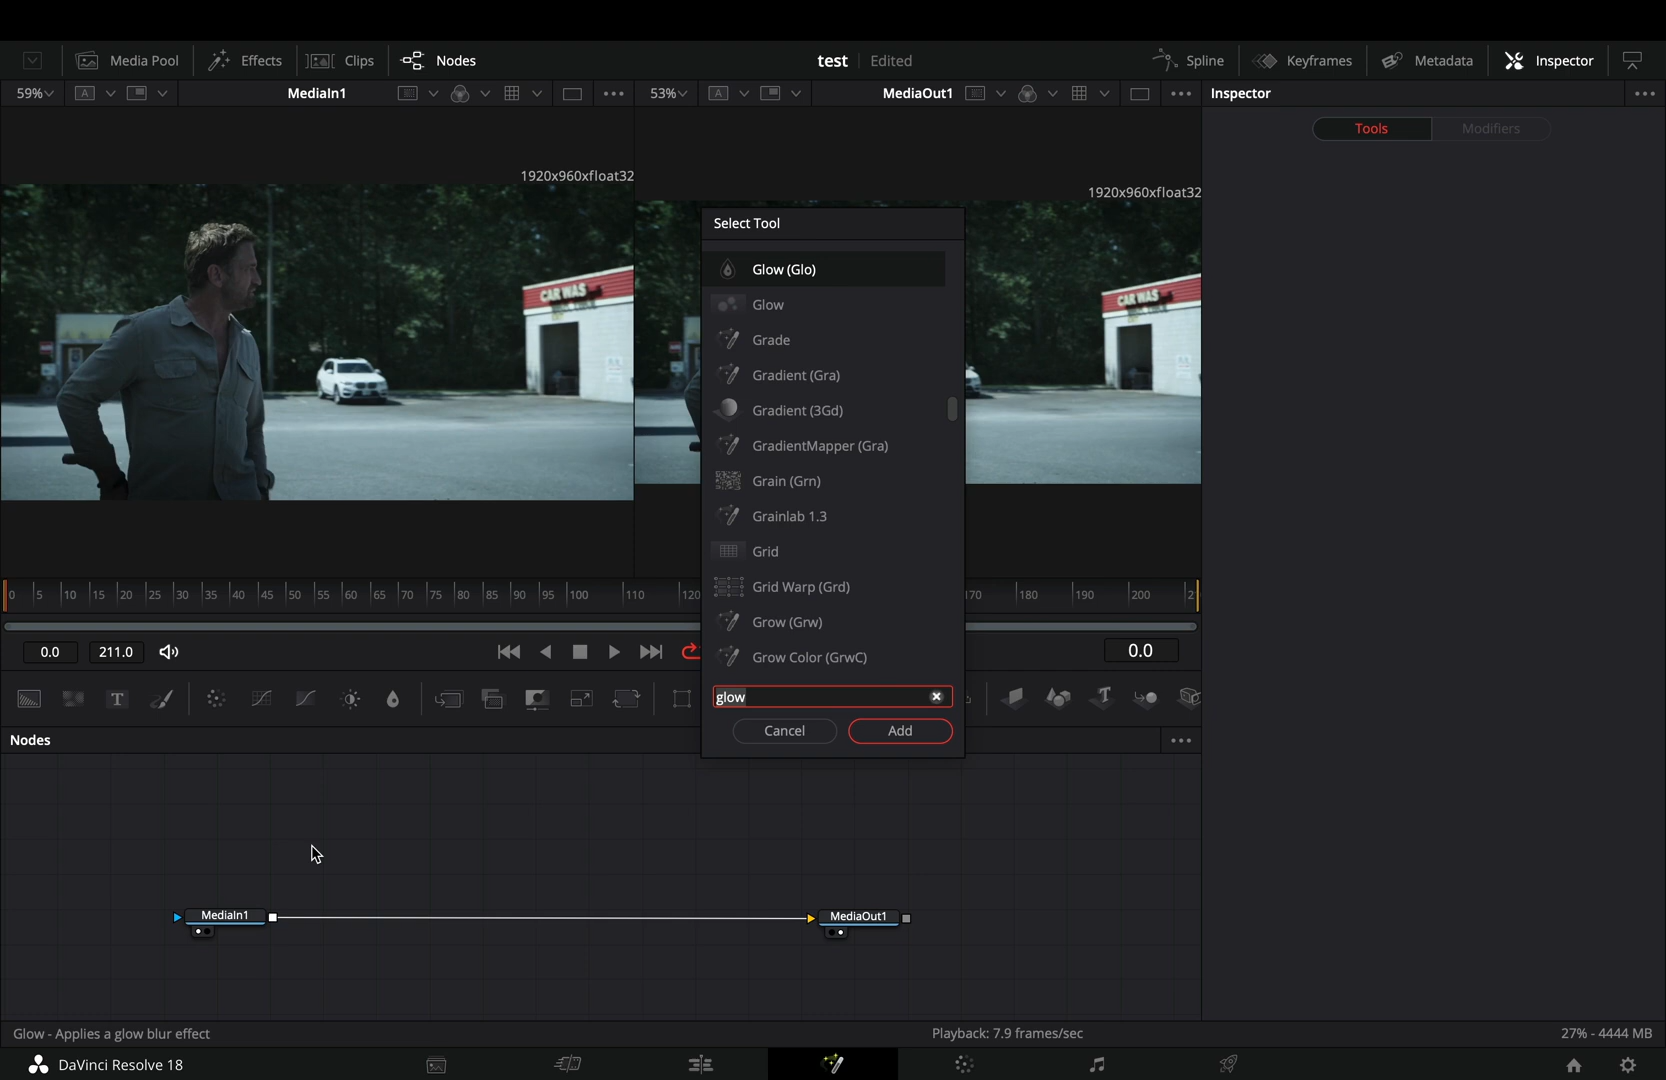 Media Pool
Effects
Clips
Nodes
test
Edited
Spline
Keyframes
Metadata
Inspector
59%
A
MediaIn1
53%
A
MediaOut1
Inspector
Tools
Modifiers
1920x960xfloat32
1920x960xfloat32
CAR WAS
CAR WAS
Select Tool
Glow (Glo)
Glow
Grade
Gradient (Gra)
Gradient (3Gd)
GradientMapper (Gra)
Grain (Grn)
Grainlab 1.3
Grid
Grid Warp (Grd)
Grow (Grw)
Grow Color (GrwC)
glow
Cancel
Add
0 5 10 15 20 25 30 35 40 45 50 55 60 65 70 75 80 85 90 95 100 110 120 170 180 190 200
0.0
211.0
0.0
T
T
Nodes
MediaIn1
MediaOut1
Glow - Applies a glow blur effect
Playback: 7.9 frames/sec
27% - 4444 MB
DaVinci Resolve 18